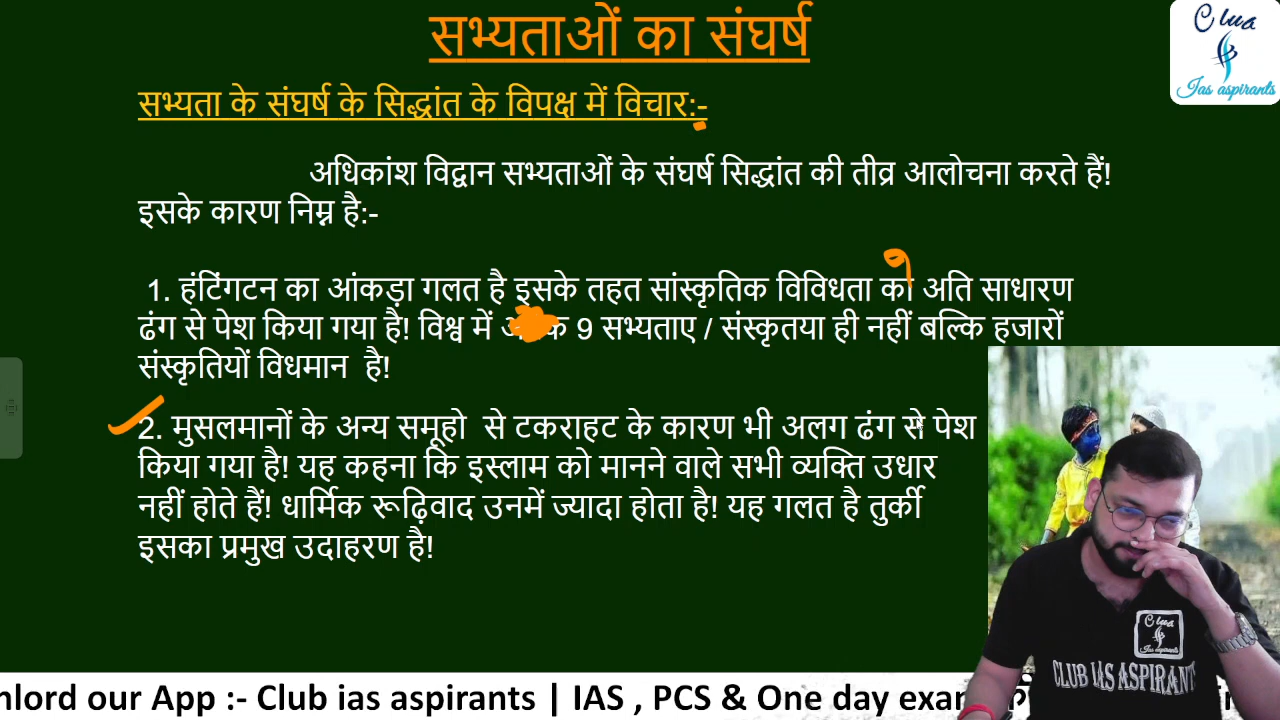 सभ्यताओं का संघर्ष
Clua
Ias aspirants
सभ्यता के संघर्ष के सिद्धांत के विपक्ष में विचार:-
अधिकांश विद्वान सभ्यताओं के संघर्ष सिद्धांत की तीव्र आलोचना करते हैं!
इसके कारण निम्न है:-
1. हंटिंगटन का आंकड़ा गलत है इसके तहत सांस्कृतिक विविधता को अति साधारण
ढंग से पेश किया गया है! विश्व में 9 सभ्यताए / संस्कृतया ही नहीं बल्कि हजारों
संस्कृतियों विधमान है!
2. मुसलमानों के अन्य समूहो से टकराहट के कारण भी अलग ढंग से पेश
किया गया है! यह कहना कि इस्लाम को मानने वाले सभी व्यक्ति उधार
नहीं होते हैं! धार्मिक रूढ़िवाद उनमें ज्यादा होता है! यह गलत है तुर्की
इसका प्रमुख उदाहरण है!
Clua
CLUB IAS ASPIRANTS
nlord our App :- Club ias aspirants | IAS , PCS & One day exam